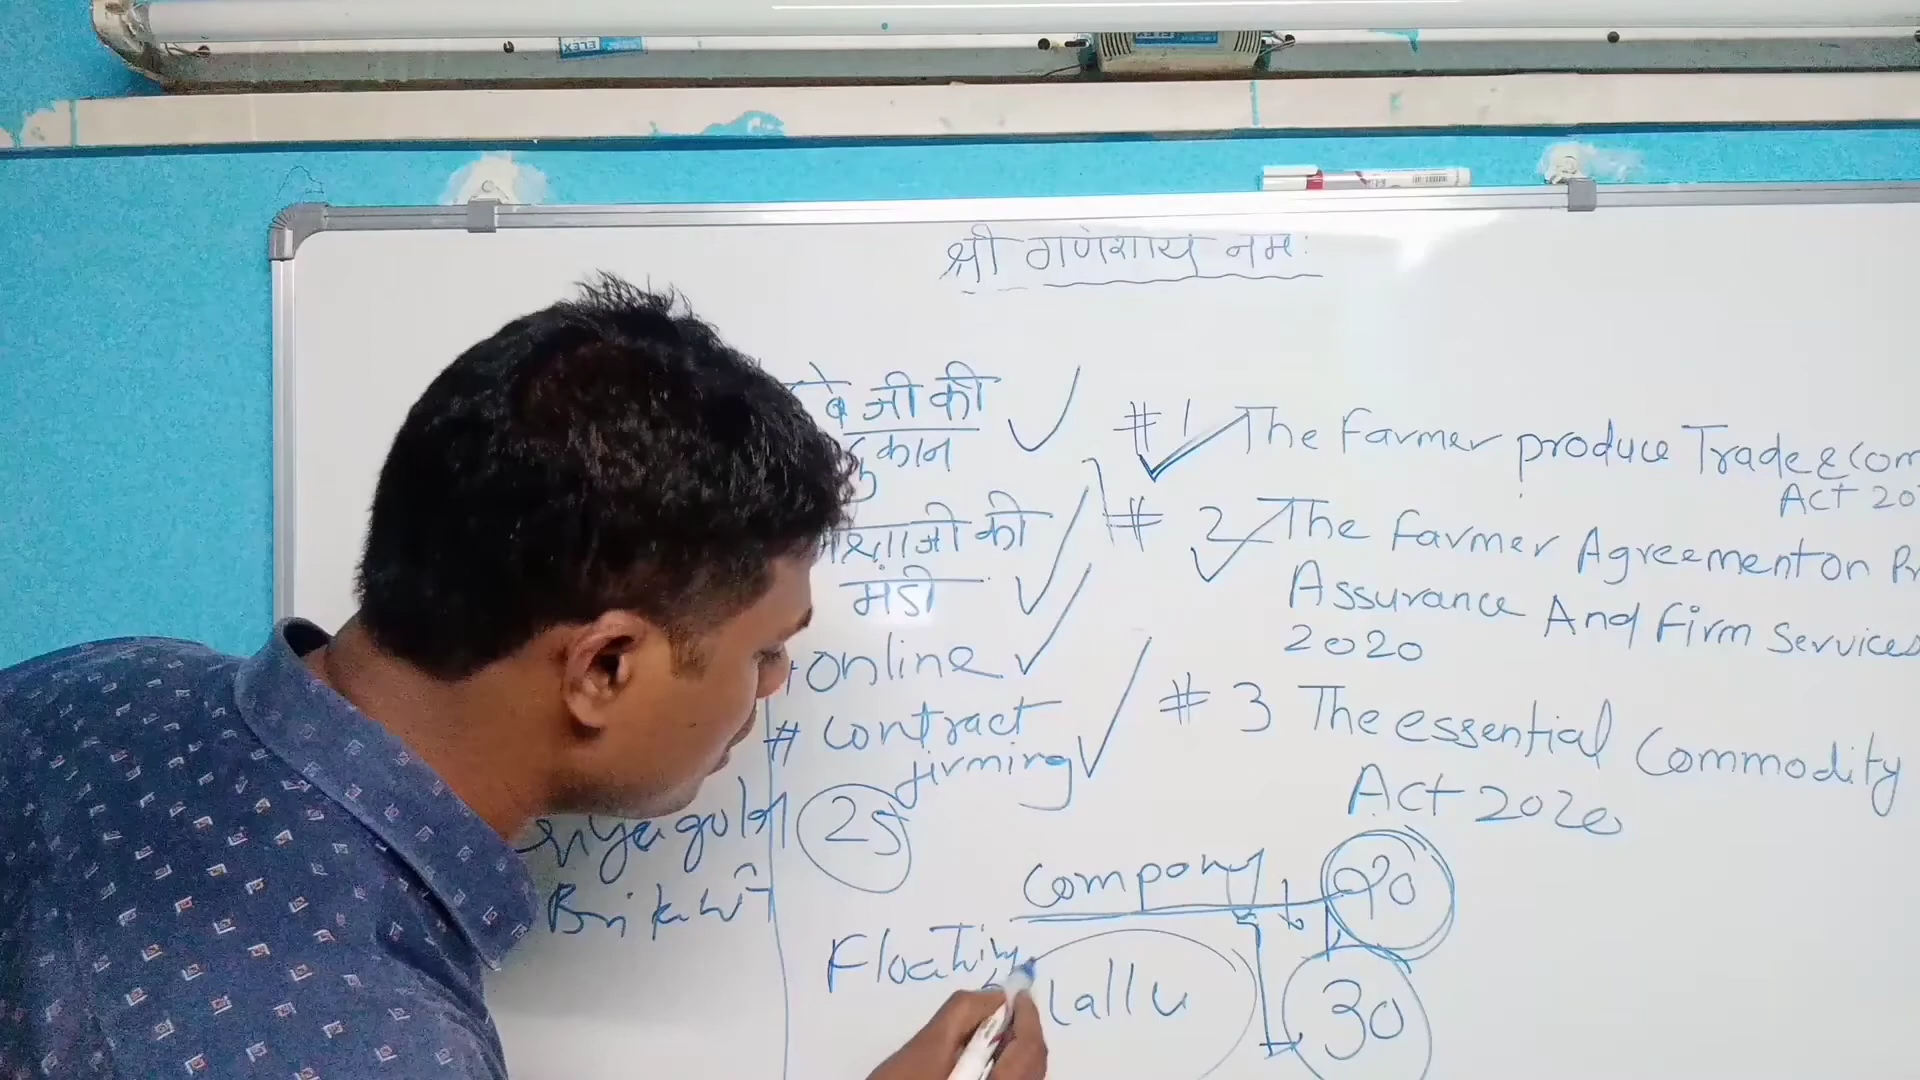 श्री गणेशाय नमः
जी की
दुकान
की
मंडी
online
# contract
firming
25
# 1 The Farmer produce Trade & Com
Act 20
# 2 The Farmer Agreement on Pr
Assurance And Firm Services
2020
# 3 The essential Commodity
Act 2020
Company
90
Floating
lallu
30